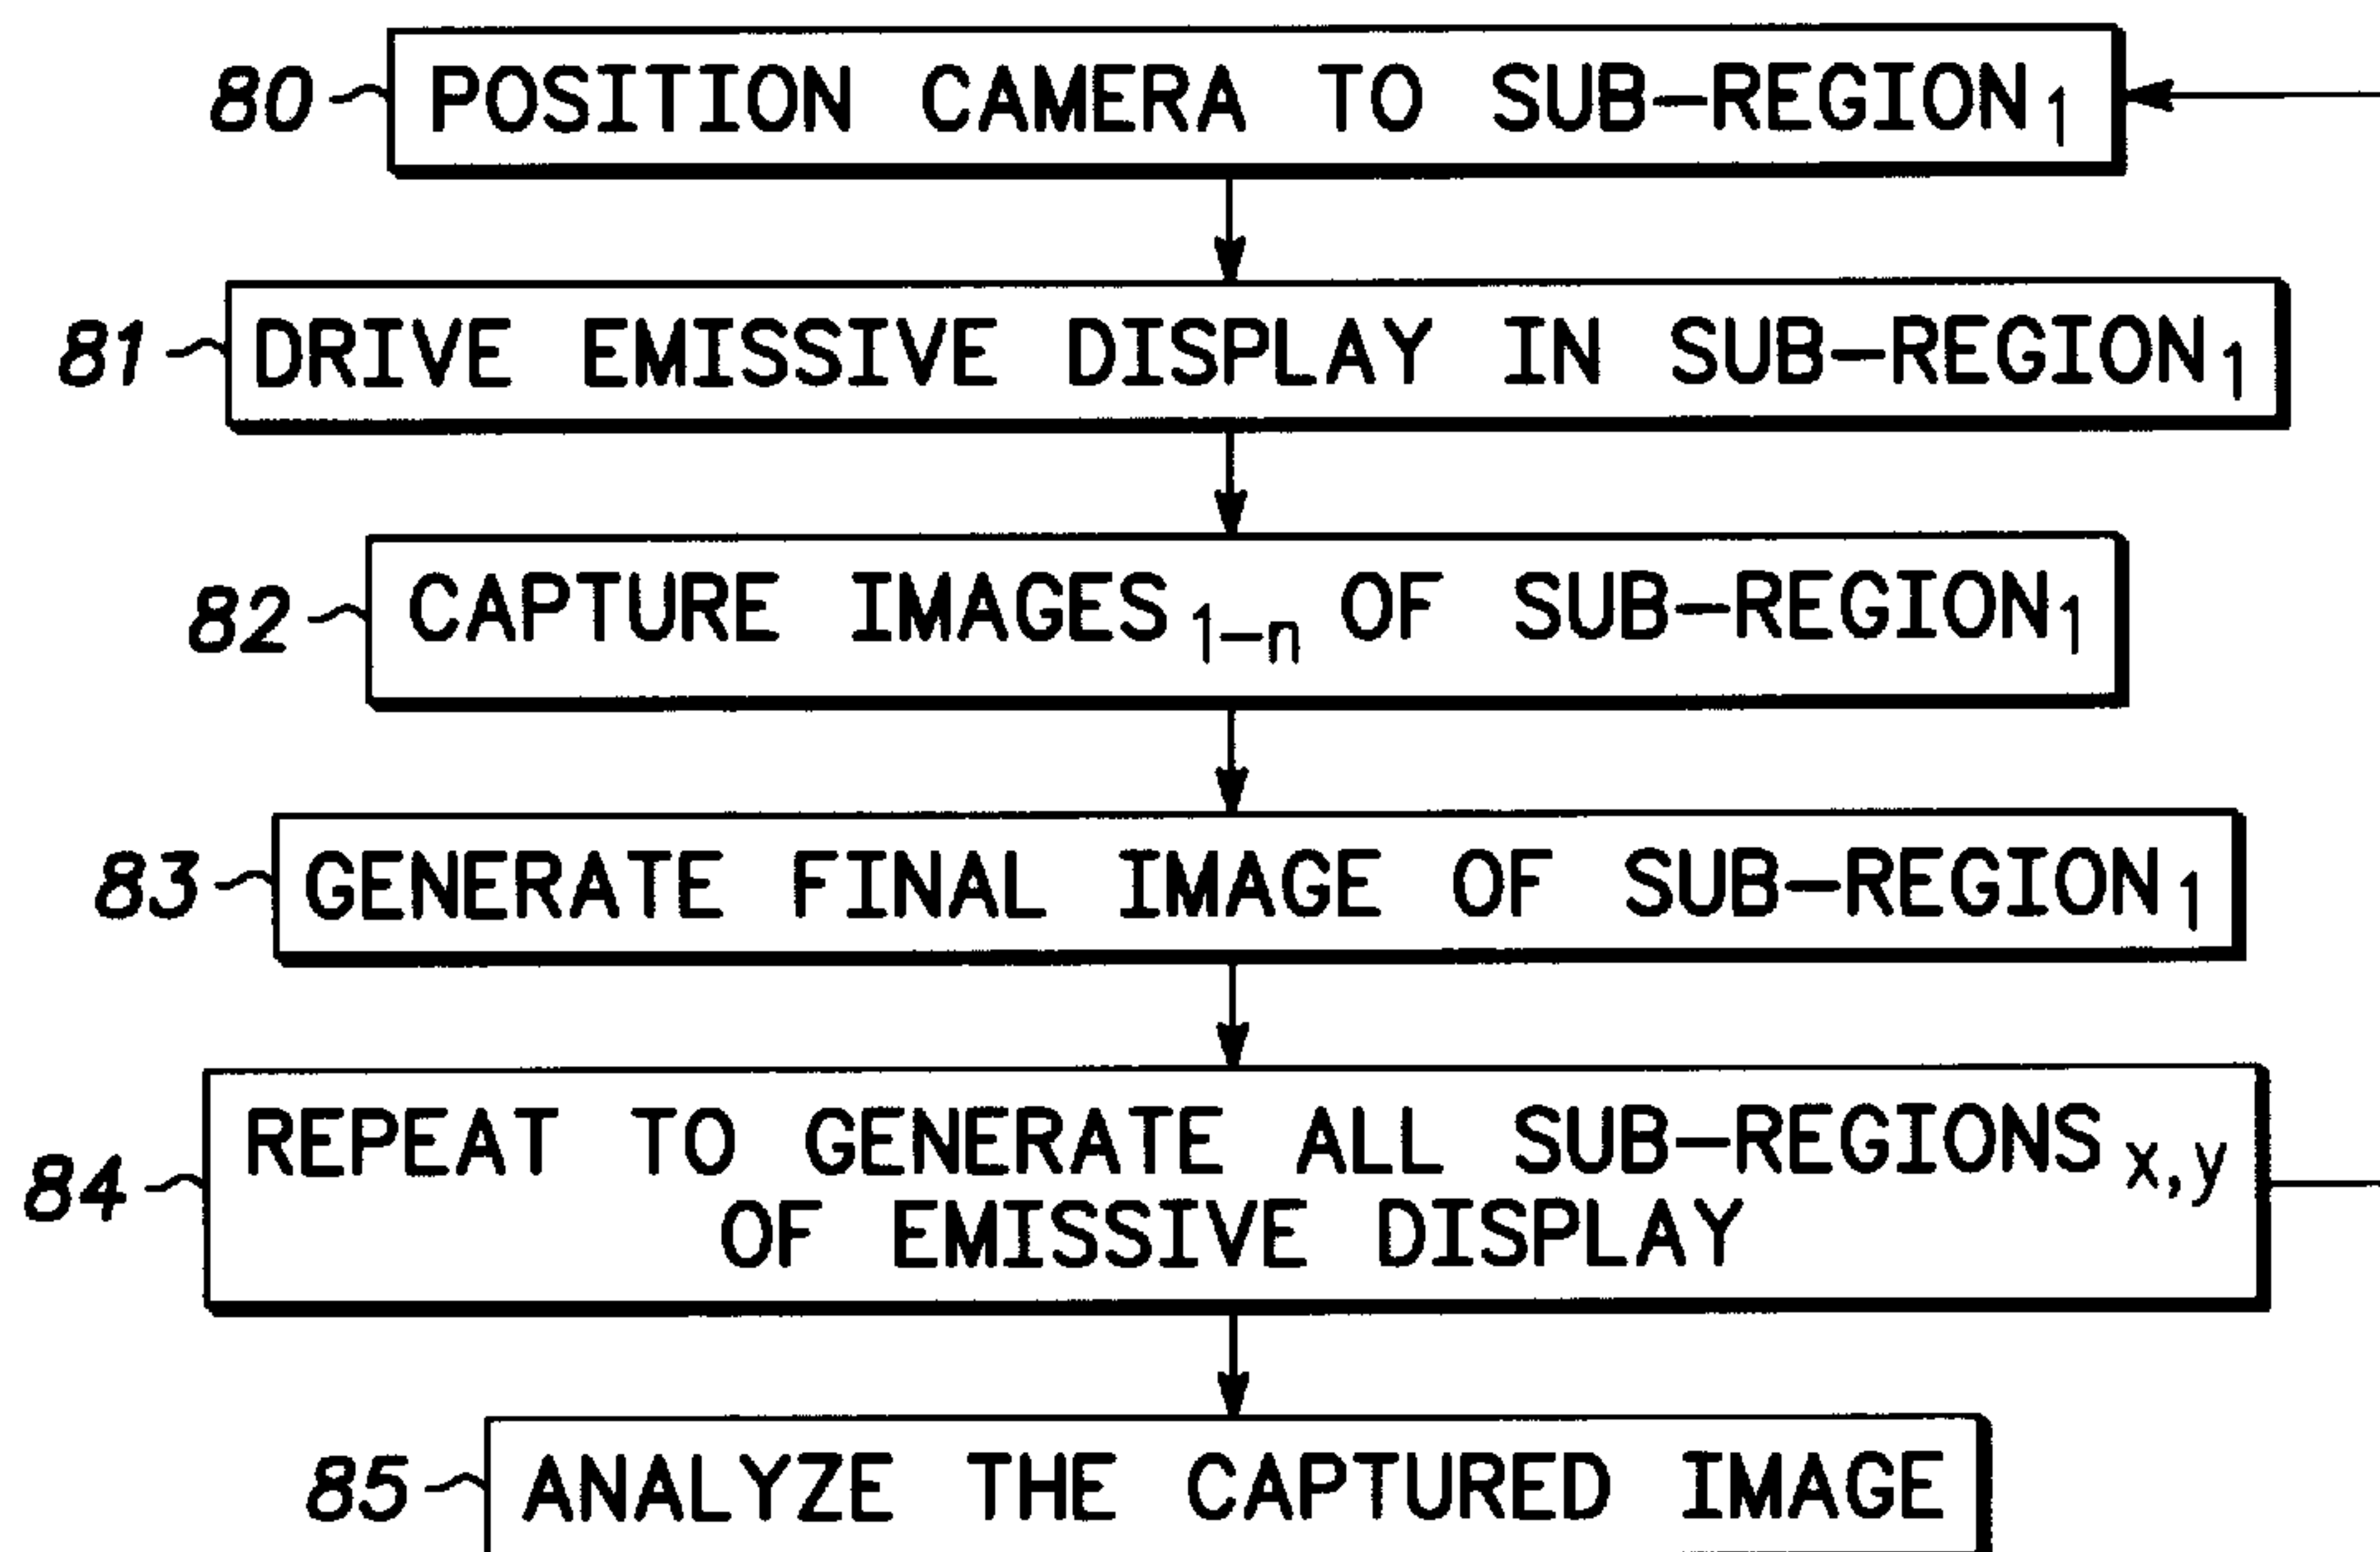 80 POSITION CAMERA TO SUB-REGION₁
81 DRIVE EMISSIVE DISPLAY IN SUB-REGION₁
82 CAPTURE IMAGES₁₋ₙ OF SUB-REGION₁
83 GENERATE FINAL IMAGE OF SUB-REGION₁
84 REPEAT TO GENERATE ALL SUB-REGIONS x,y
OF EMISSIVE DISPLAY
85 ANALYZE THE CAPTURED IMAGE